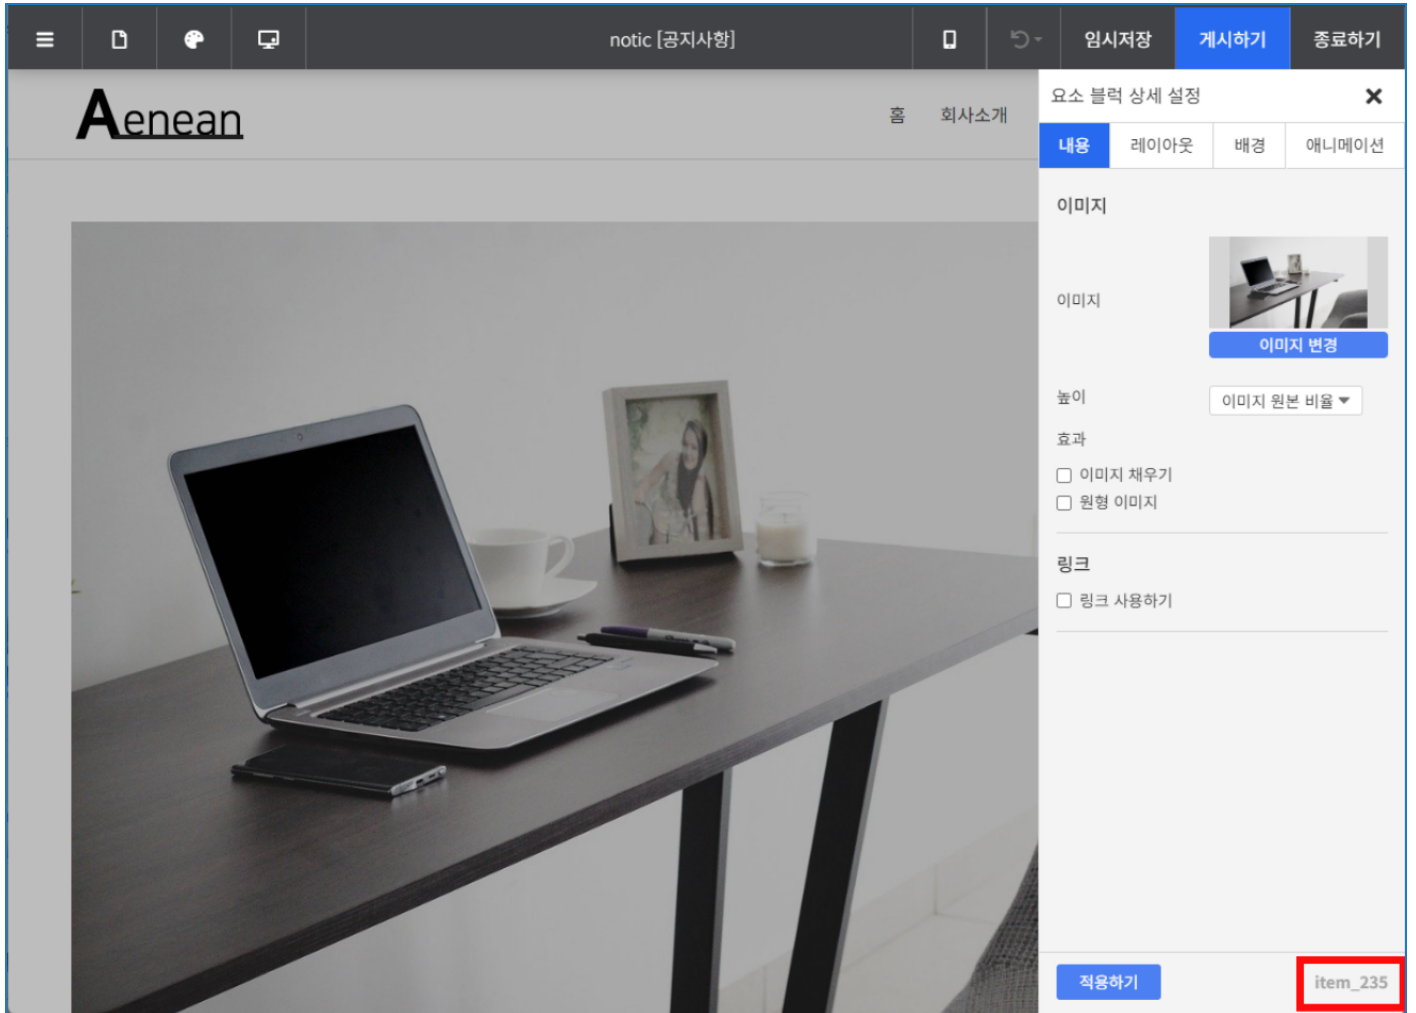 notic [공지사항]
임시저장
게시하기
종료하기
Aenean
홈
회사소개
요소 블럭 상세 설정
내용
레이아웃
배경
애니메이션
이미지
이미지
이미지 변경
높이
이미지 원본 비율
효과
이미지 채우기
원형 이미지
링크
링크 사용하기
적용하기
item_235